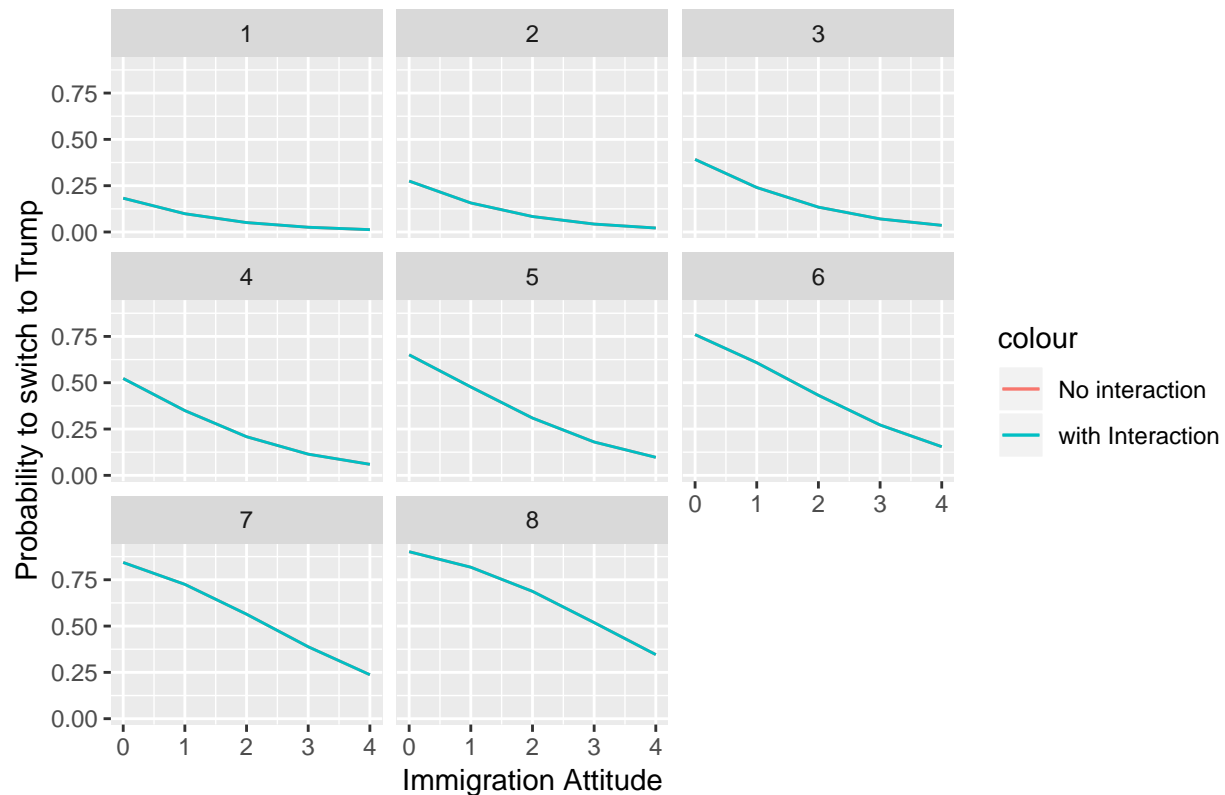 1 2 3
0.75
0.50
0.25
0.00
4 5 6
0.75
0.50
0.25
0.00
0 1 2 3 4
7 8
0.75
0.50
0.25
0.00
0 1 2 3 4 0 1 2 3 4
Immigration Attitude
Probability to switch to Trump
colour
No interaction
with Interaction